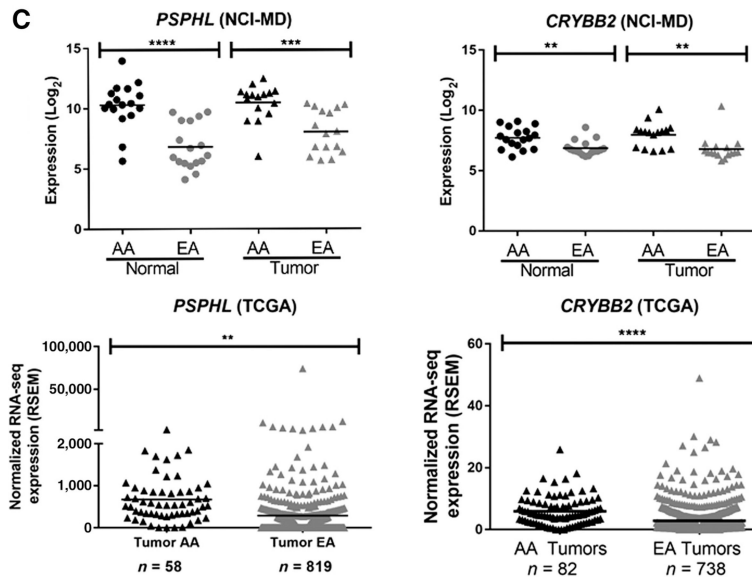 C
PSPHL (NCI-MD)
****
***
Expression (Log2)
15
10
5
0
AA
EA
AA
EA
Normal
Tumor
CRYBB2 (NCI-MD)
**
**
Expression (Log2)
15
10
5
0
AA
EA
AA
EA
Normal
Tumor
PSPHL (TCGA)
**
Normalized RNA-seq
expression (RSEM)
100,000
50,000
2,000
1,000
0
Tumor AA
Tumor EA
n = 58
n = 819
CRYBB2 (TCGA)
****
Normalized RNA-seq
expression (RSEM)
60
40
20
0
AA Tumors
EA Tumors
n = 82
n = 738